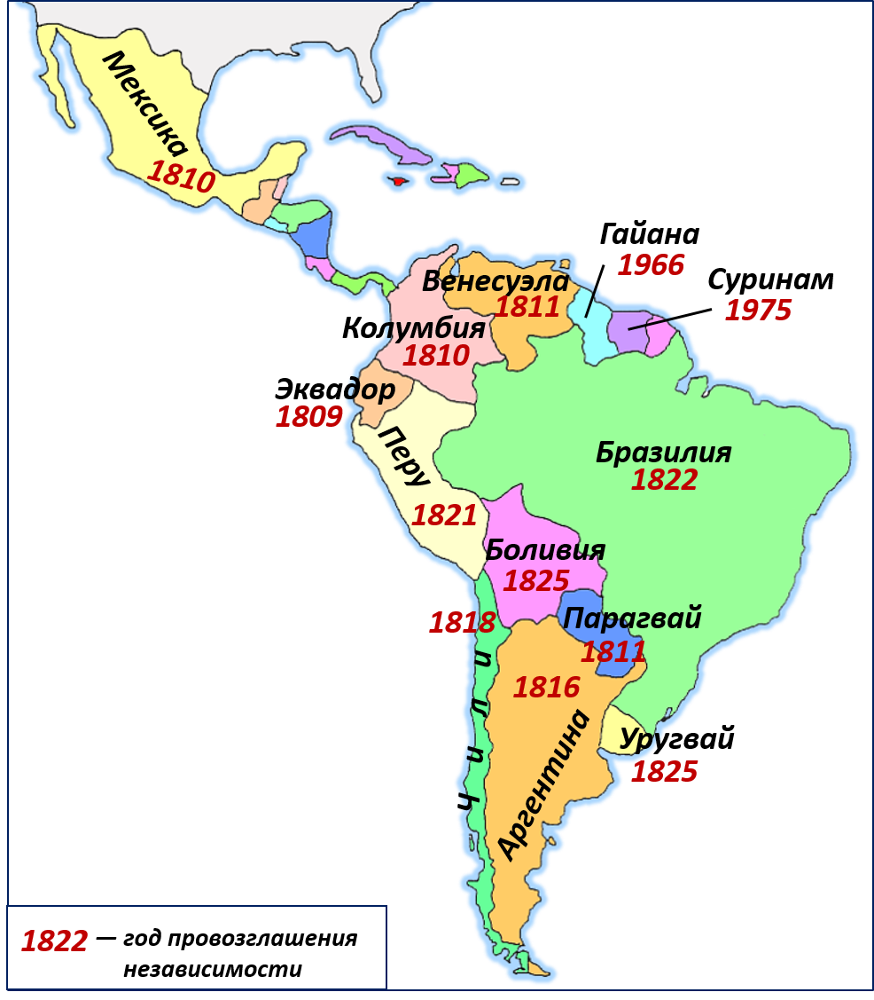 Мексика
1810
Гайана
1966
Суринам
1975
Венесуэла
1811
Колумбия
1810
Эквадор
1809
Перу
1821
Бразилия
1822
Боливия
1825
Парагвай
1811
1818
Чили
1816
Аргентина
Уругвай
1825
1822 — год провозглашения
независимости